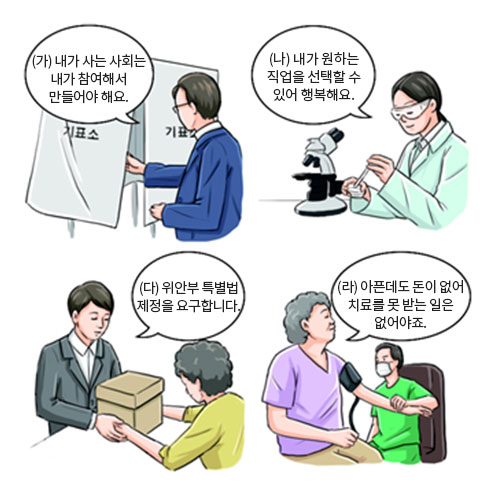 (가) 내가 사는 사회는
내가 참여해서
만들어야 해요.
기표소
기표소
(나) 내가 원하는
직업을 선택할 수
있어 행복해요.
(다) 위안부 특별법
제정을 요구합니다.
(라) 아픈데도 돈이 없어
치료를 못 받는 일은
없어야죠.